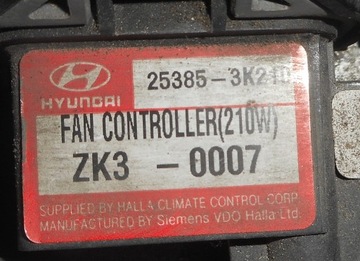 HYUNDAI
25385-3K210
FAN CONTROLLER(210W)
ZK3 -0007
SUPPLIED BY HALLA CLIMATE CONTROL CORP.
MANUFACTURED BY Siemens VDO Halla Ltd.